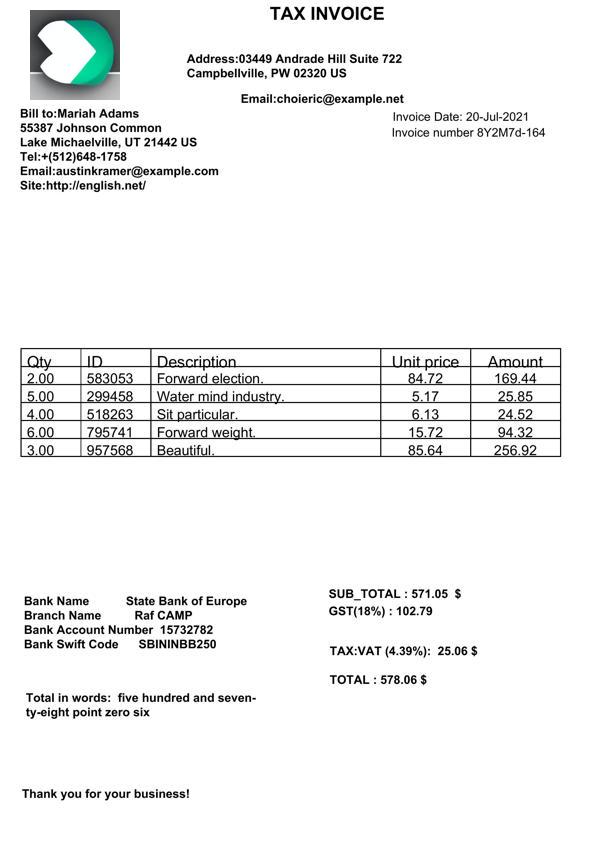 TAX INVOICE
Address:03449 Andrade Hill Suite 722
Campbellville, PW 02320 US
Email:choieric@example.net
Bill to:Mariah Adams
55387 Johnson Common
Lake Michaelville, UT 21442 US
Tel:+(512)648-1758
Email:austinkramer@example.com
Site:http://english.net/
Invoice Date: 20-Jul-2021
Invoice number 8Y2M7d-164
Qty ID Description Unit price Amount
2.00 583053 Forward election. 84.72 169.44
5.00 299458 Water mind industry. 5.17 25.85
4.00 518263 Sit particular. 6.13 24.52
6.00 795741 Forward weight. 15.72 94.32
3.00 957568 Beautiful. 85.64 256.92
Bank Name State Bank of Europe
Branch Name Raf CAMP
Bank Account Number 15732782
Bank Swift Code SBININBB250
SUB_TOTAL : 571.05 $
GST(18%) : 102.79
TAX:VAT (4.39%): 25.06 $
TOTAL : 578.06 $
Total in words: five hundred and seven-
ty-eight point zero six
Thank you for your business!